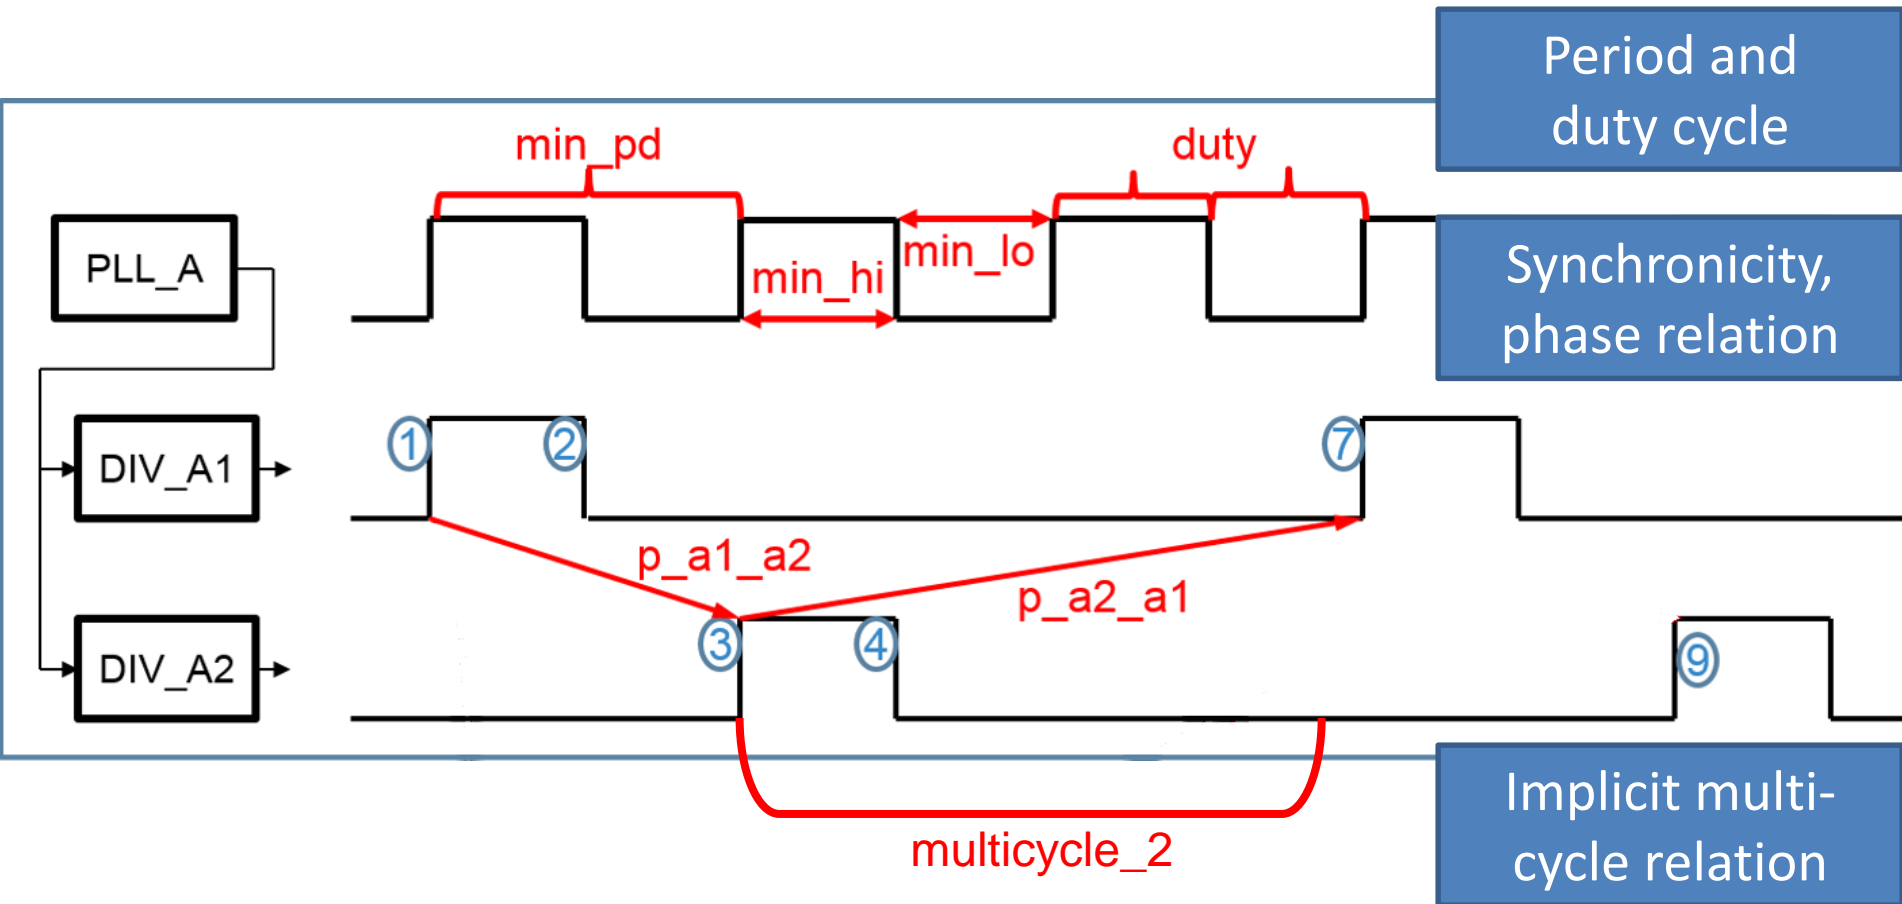 Period and
duty cycle
min_pd
duty
PLL_A
min_hi
min_lo
Synchronicity,
phase relation
1
2
7
DIV_A1
p_a1_a2
p_a2_a1
DIV_A2
3
4
9
multicycle_2
Implicit multi-
cycle relation